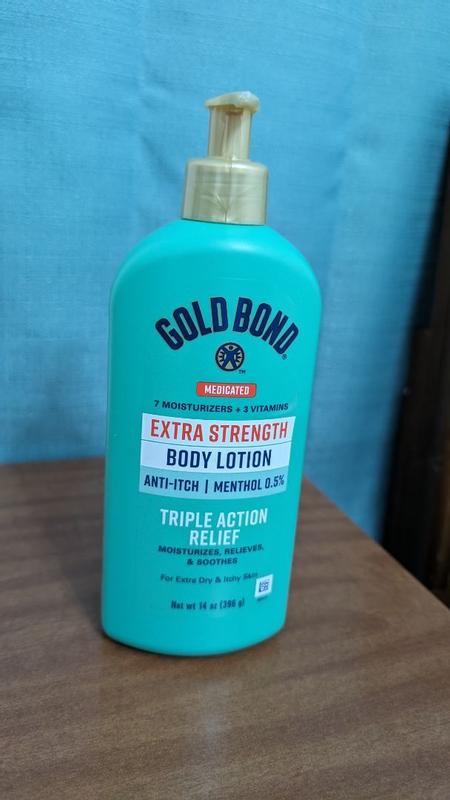 GOLD BOND®
TM
MEDICATED
7 MOISTURIZERS + 3 VITAMINS
EXTRA STRENGTH
BODY LOTION
ANTI-ITCH | MENTHOL 0.5%
TRIPLE ACTION
RELIEF
MOISTURIZES, RELIEVES,
& SOOTHES
For Extra Dry & Itchy Skin
Net wt 14 oz (396 g)